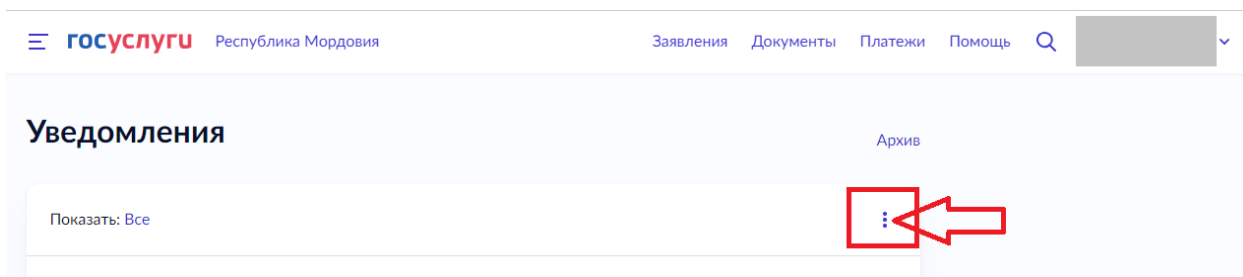 госуслуги Республика Мордовия Заявления Документы Платежи Помощь
Уведомления
Архив
Показать: Все